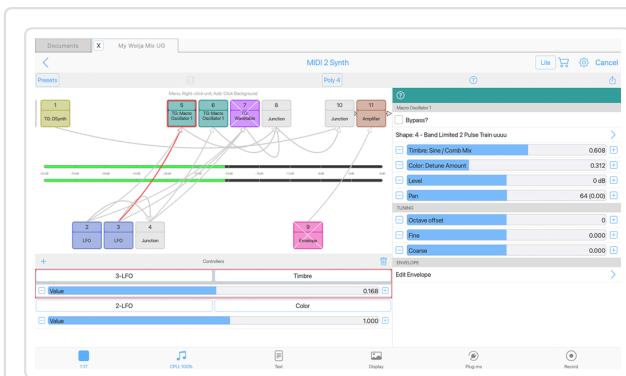 Documents X My Wotja Mix UG
MIDI 2 Synth Lite Cancel
Presets Poly 4
Menu: Right-click unit; Add: Click Background
1 TG: DSynth
5 TG: Macro Oscillator 1
6 TG: Macro Oscillator 1
7 TG: Wavetable
8 Junction
10 Junction
11 Amplifier
2 LFO
3 LFO
4 Junction
9 Envelope
+ Controllers
3-LFO Timbre
Value 0.168
2-LFO Color
Value 1.000
Macro Oscillator 1
Bypass?
Shape: 4 - Band Limited 2 Pulse Train uuuu
Timbre: Sine / Comb Mix 0.608
Color: Detune Amount 0.312
Level 0 dB
Pan 64 (0.00)
TUNING
Octave offset 0
Fine 0.000
Coarse 0.000
ENVELOPE
Edit Envelope
CPU: 100% Text Display Plug-ins Record